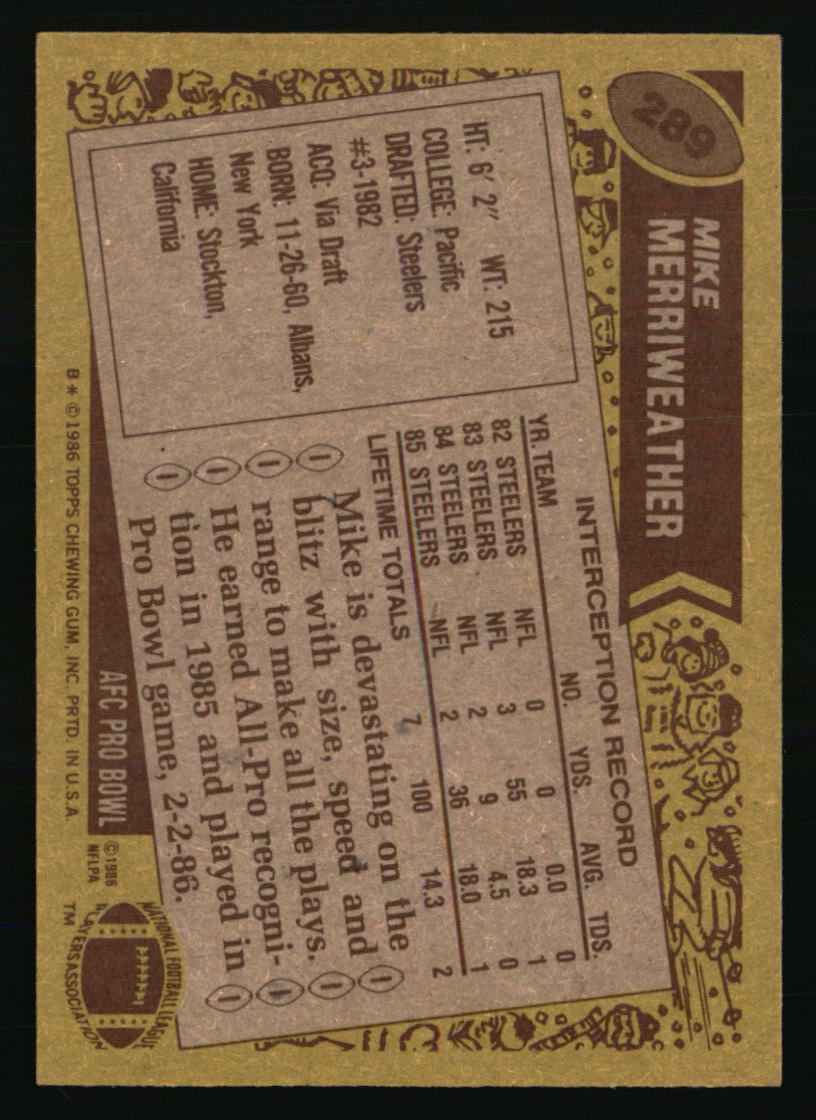 289
MIKE
MERRIWEATHER
HT: 6' 2" WT: 215
COLLEGE: Pacific
DRAFTED: Steelers
#3-1982
ACQ: Via Draft
BORN: 11-26-60, Albans,
New York
HOME: Stockton,
California
INTERCEPTION RECORD
YR. TEAM NO. YDS. AVG. TDS.
82 STEELERS NFL 0 0 0.0 0
83 STEELERS NFL 3 55 18.3 1
84 STEELERS NFL 2 9 4.5 0
85 STEELERS NFL 2 36 18.0 1
LIFETIME TOTALS 7 100 14.3 2
Mike is devastating on the
blitz with size, speed and
range to make all the plays.
He earned All-Pro recogni-
tion in 1985 and played in
Pro Bowl game, 2-2-86.
AFC PRO BOWL
B* ©1986 TOPPS CHEWING GUM, INC. PRTD. IN U.S.A.
©1986
NFLPA
NATIONAL FOOTBALL LEAGUE
PLAYERS ASSOCIATION
TM